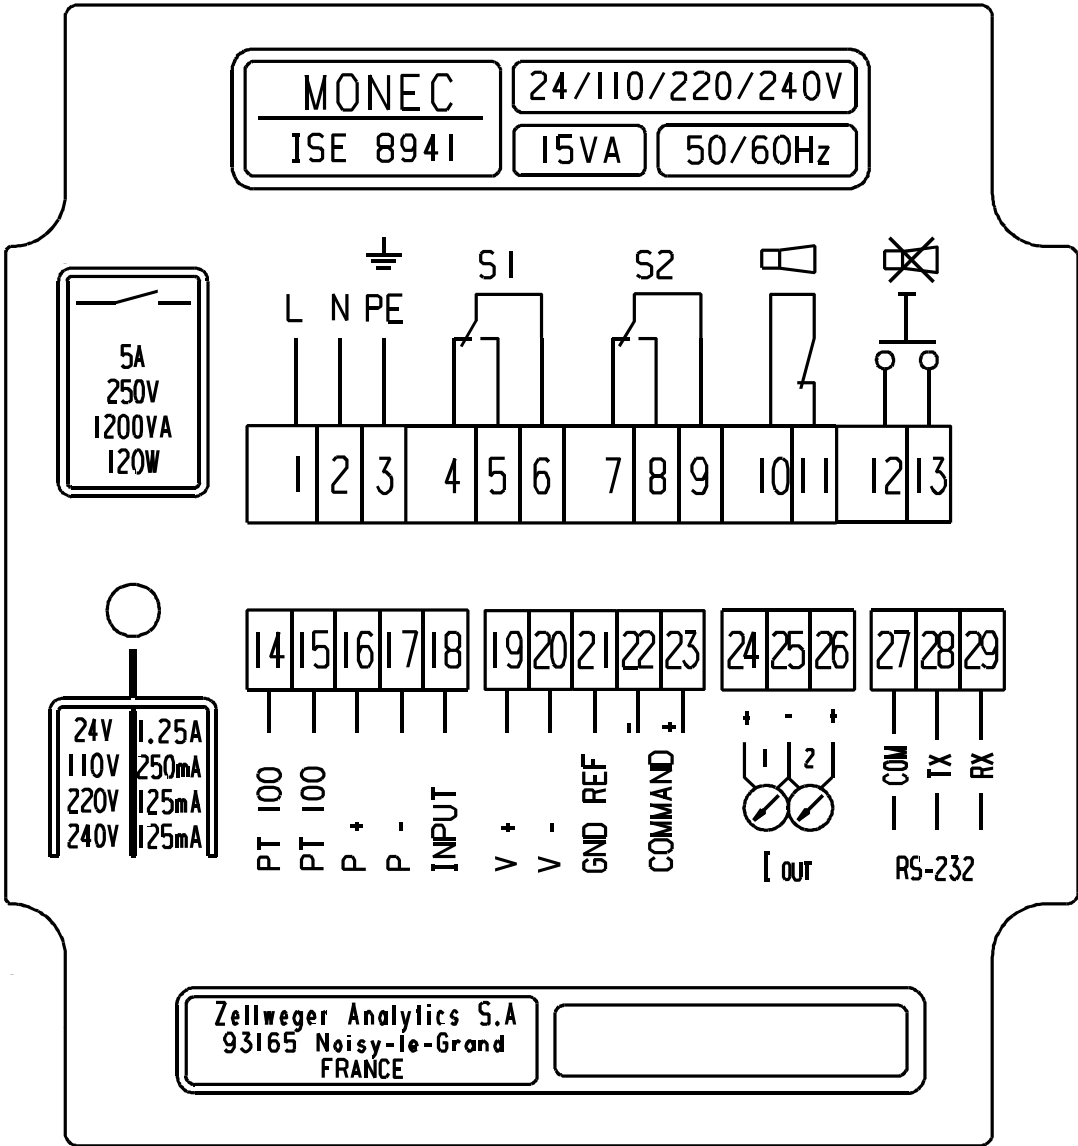 MONEC
ISE 8941
24/110/220/240V
15VA
50/60Hz
L N PE
S1
S2
5A
250V
1200VA
120W
1 2 3 4 5 6 7 8 9 10 11 12 13
14 15 16 17 18 19 20 21 22 23 24 25 26 27 28 29
24V 1.25A
110V 250mA
220V 125mA
240V 125mA
PT 100
PT 100
P +
P -
INPUT
V +
V -
GND REF
- COMMAND +
+ - +
1 2
I OUT
COM
TX
RX
RS-232
Zellweger Analytics S.A
93165 Noisy-le-Grand
FRANCE